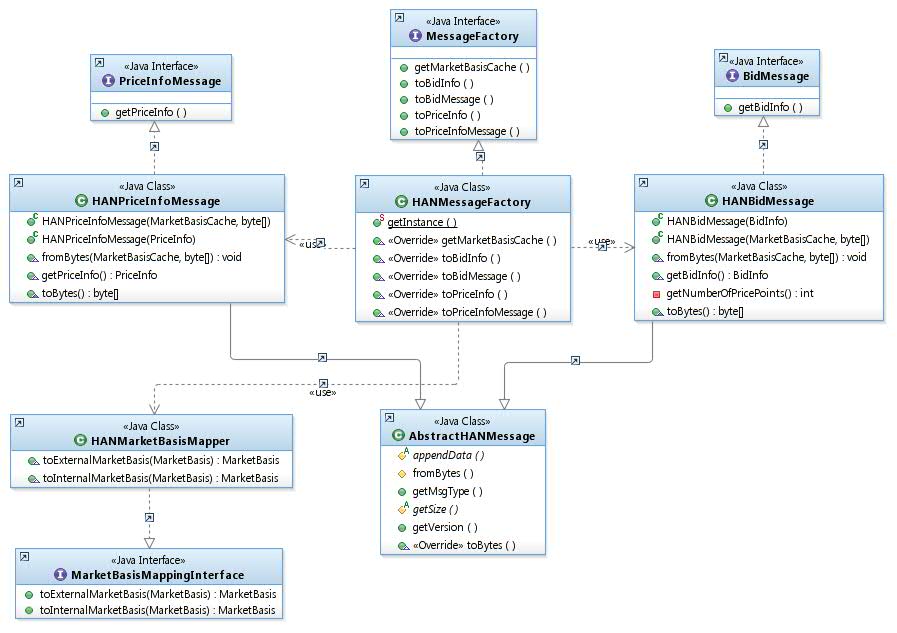 «Java Interface»
PriceInfoMessage
getPriceInfo ( )
«Java Interface»
MessageFactory
getMarketBasisCache ( )
toBidInfo ( )
toBidMessage ( )
toPriceInfo ( )
toPriceInfoMessage ( )
«Java Interface»
BidMessage
getBidInfo ( )
«Java Class»
HANPriceInfoMessage
HANPriceInfoMessage(MarketBasisCache, byte[])
HANPriceInfoMessage(PriceInfo)
fromBytes(MarketBasisCache, byte[]) : void
getPriceInfo() : PriceInfo
toBytes() : byte[]
«use»
«Java Class»
HANMessageFactory
getInstance ( )
«Override» getMarketBasisCache ( )
«Override» toBidInfo ( )
«Override» toBidMessage ( )
«Override» toPriceInfo ( )
«Override» toPriceInfoMessage ( )
«use»
«Java Class»
HANBidMessage
HANBidMessage(BidInfo)
HANBidMessage(MarketBasisCache, byte[])
fromBytes(MarketBasisCache, byte[]) : void
getBidInfo() : BidInfo
getNumberOfPricePoints() : int
toBytes() : byte[]
«use»
«Java Class»
HANMarketBasisMapper
toExternalMarketBasis(MarketBasis) : MarketBasis
toInternalMarketBasis(MarketBasis) : MarketBasis
«Java Class»
AbstractHANMessage
appendData ( )
fromBytes ( )
getMsgType ( )
getSize ( )
getVersion ( )
«Override» toBytes ( )
«Java Interface»
MarketBasisMappingInterface
toExternalMarketBasis(MarketBasis) : MarketBasis
toInternalMarketBasis(MarketBasis) : MarketBasis